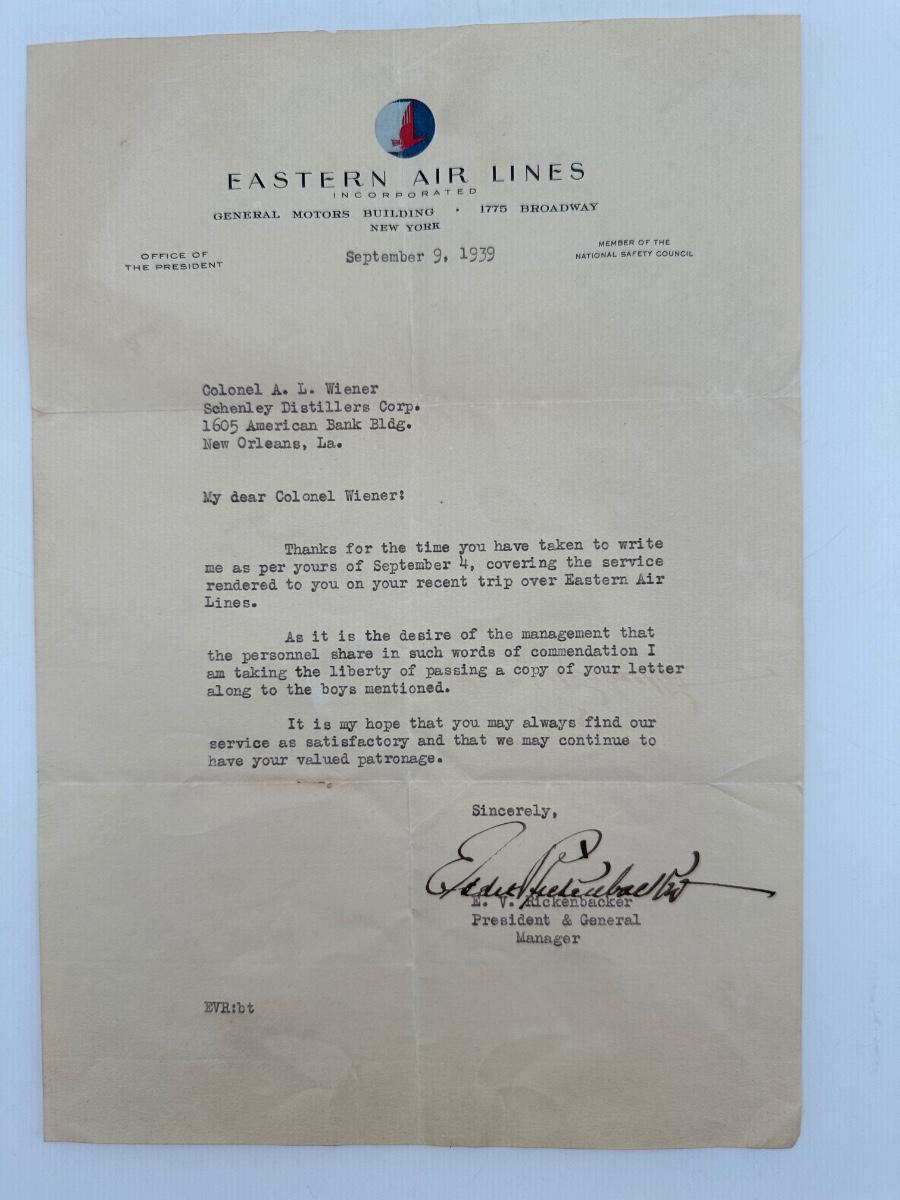 EASTERN AIR LINES
INCORPORATED
GENERAL MOTORS BUILDING • 1775 BROADWAY
NEW YORK
OFFICE OF
THE PRESIDENT
September 9, 1939
MEMBER OF THE
NATIONAL SAFETY COUNCIL
Colonel A. L. Wiener
Schenley Distillers Corp.
1605 American Bank Bldg.
New Orleans, La.
My dear Colonel Wiener:
Thanks for the time you have taken to write
me as per yours of September 4, covering the service
rendered to you on your recent trip over Eastern Air
Lines.
As it is the desire of the management that
the personnel share in such words of commendation I
am taking the liberty of passing a copy of your letter
along to the boys mentioned.
It is my hope that you may always find our
service as satisfactory and that we may continue to
have your valued patronage.
Sincerely,
Eddie Rickenbacker
E. V. Rickenbacker
President & General
Manager
EVR:bt